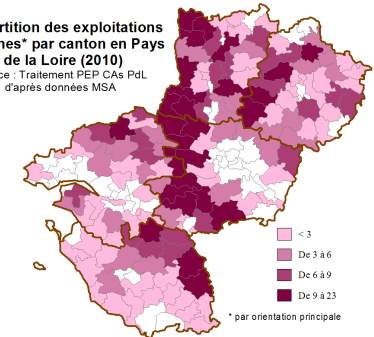 rtition des exploitations
nes* par canton en Pays
de la Loire (2010)
ce : Traitement PEP CAs PdL
d'après données MSA
< 3
De 3 à 6
De 6 à 9
De 9 à 23
* par orientation principale